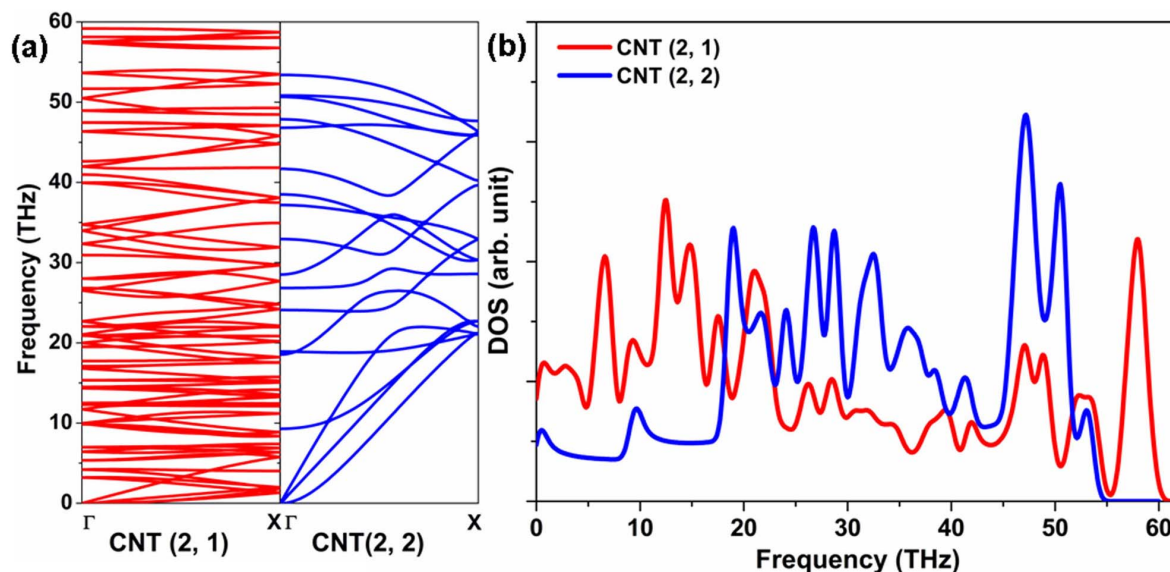 (a)
Frequency (THz)
60
50
40
30
20
10
0
Γ
X
Γ
X
CNT (2, 1)
CNT(2, 2)
(b)
CNT (2, 1)
CNT (2, 2)
DOS (arb. unit)
0
10
20
30
40
50
60
Frequency (THz)